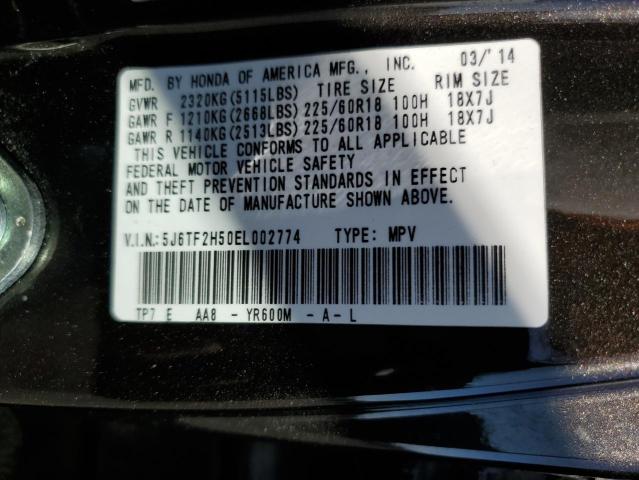 MFD. BY HONDA OF AMERICA MFG., INC. 03/'14
GVWR 2320KG(5115LBS) TIRE SIZE RIM SIZE
GAWR F 1210KG(2668LBS) 225/60R18 100H 18X7J
GAWR R 1140KG(2513LBS) 225/60R18 100H 18X7J
THIS VEHICLE CONFORMS TO ALL APPLICABLE
FEDERAL MOTOR VEHICLE SAFETY
AND THEFT PREVENTION STANDARDS IN EFFECT
ON THE DATE OF MANUFACTURE SHOWN ABOVE.
V.I.N.: 5J6TF2H50EL002774 TYPE: MPV
TP7 E AA8 - YR600M - A - L